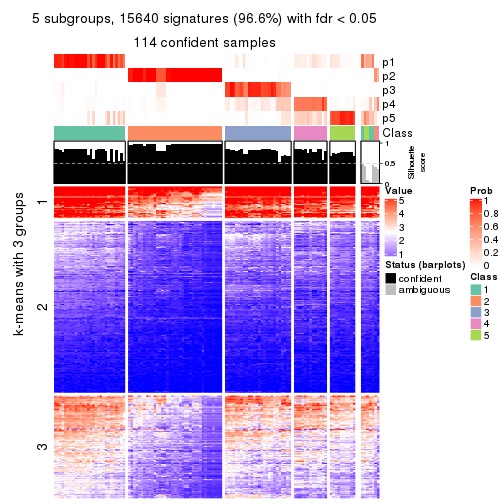 5 subgroups, 15640 signatures (96.6%) with fdr < 0.05
114 confident samples
p1
p2
p3
p4
p5
Class
1
0.5
0
Silhouette
score
k-means with 3 groups
1
2
3
Value
5
4
3
2
1
Status (barplots)
confident
ambiguous
Prob
1
0.8
0.6
0.4
0.2
0
Class
1
2
3
4
5